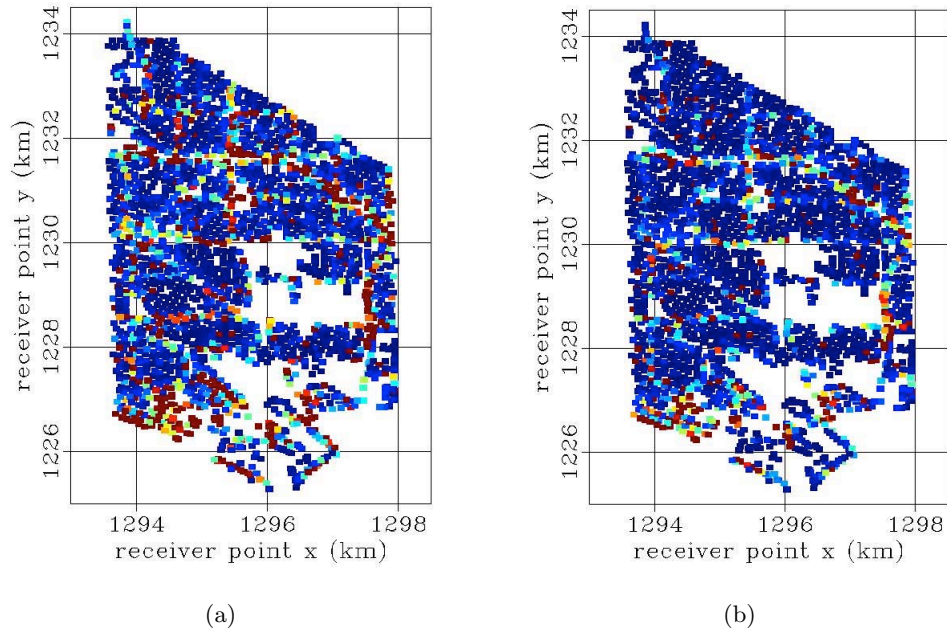 1234
1232
1230
1228
1226
receiver point y (km)
1294
1296
1298
receiver point x (km)
(a)
1234
1232
1230
1228
1226
receiver point y (km)
1294
1296
1298
receiver point x (km)
(b)